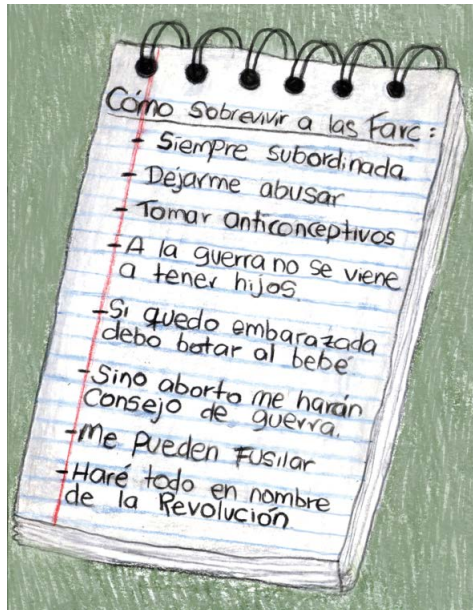 Cómo sobrevivir a las Farc:
- Siempre subordinada
- Dejarme abusar
- Tomar anticonceptivos
- A la guerra no se viene
a tener hijos.
- Si quedo embarazada
debo botar al bebé
- Sino aborto me harán
Consejo de guerra.
- Me pueden Fusilar
- Haré todo en nombre
de la Revolución